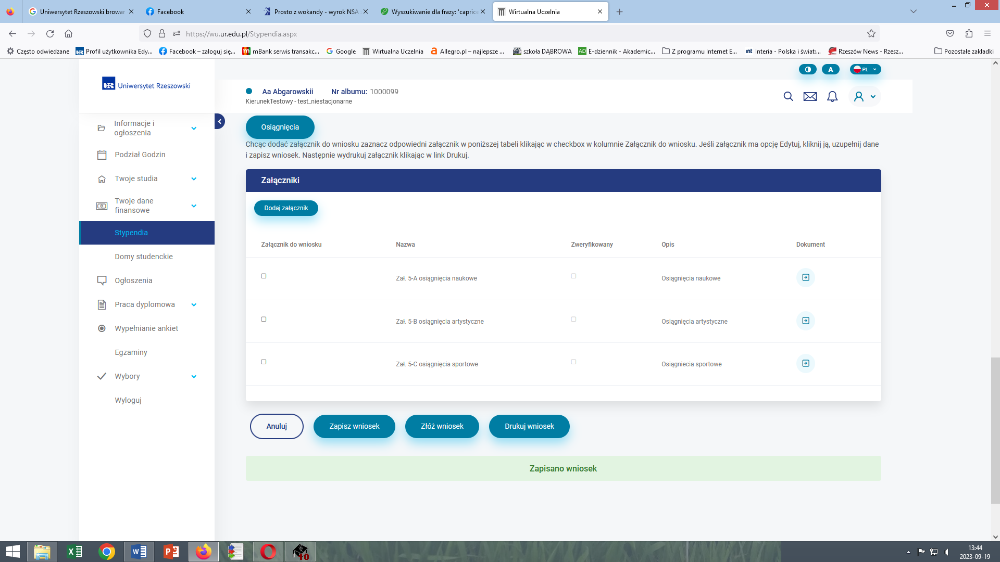 Uniwersytet Rzeszowski browar
Facebook
Prosto z wokandy - wyrok NSA
Wyszukiwanie dla frazy: 'caprice
Wirtualna Uczelnia
https://wu.ur.edu.pl/Stypendia.aspx
Często odwiedzane
Profil użytkownika Edy...
Facebook – zaloguj się...
mBank serwis transakc...
Google
Wirtualna Uczelnia
Allegro.pl – najlepsze ...
szkoła DĄBROWA
E-dziennik - Akademic...
Z programu Internet E...
Interia - Polska i świat:...
Rzeszów News - Rzesz...
Pozostałe zakładki
A
PL
UR Uniwersytet Rzeszowski
Aa Abgarowskii Nr albumu: 1000099
KierunekTestowy - test_niestacjonarne
Informacje i
ogłoszenia
Podział Godzin
Twoje studia
Twoje dane
finansowe
Stypendia
Domy studenckie
Ogłoszenia
Praca dyplomowa
Wypełnianie ankiet
Egzaminy
Wybory
Wyloguj
Osiągnięcia
Chcąc dodać załącznik do wniosku zaznacz odpowiedni załącznik w poniższej tabeli klikając w checkbox w kolumnie Załącznik do wniosku. Jeśli załącznik ma opcję Edytuj, kliknij ją, uzupełnij dane
i zapisz wniosek. Następnie wydrukuj załącznik klikając w link Drukuj.
Załączniki
Dodaj załącznik
Załącznik do wniosku Nazwa Zweryfikowany Opis Dokument
Zał. 5-A osiągnięcia naukowe Osiągnięcia naukowe
Zał. 5-B osiągnięcia artystyczne Osiągnięcia artystyczne
Zał. 5-C osiągnięcia sportowe Osiągniecia sportowe
Anuluj
Zapisz wniosek
Złóż wniosek
Drukuj wniosek
Zapisano wniosek
10
13:44
2023-09-19